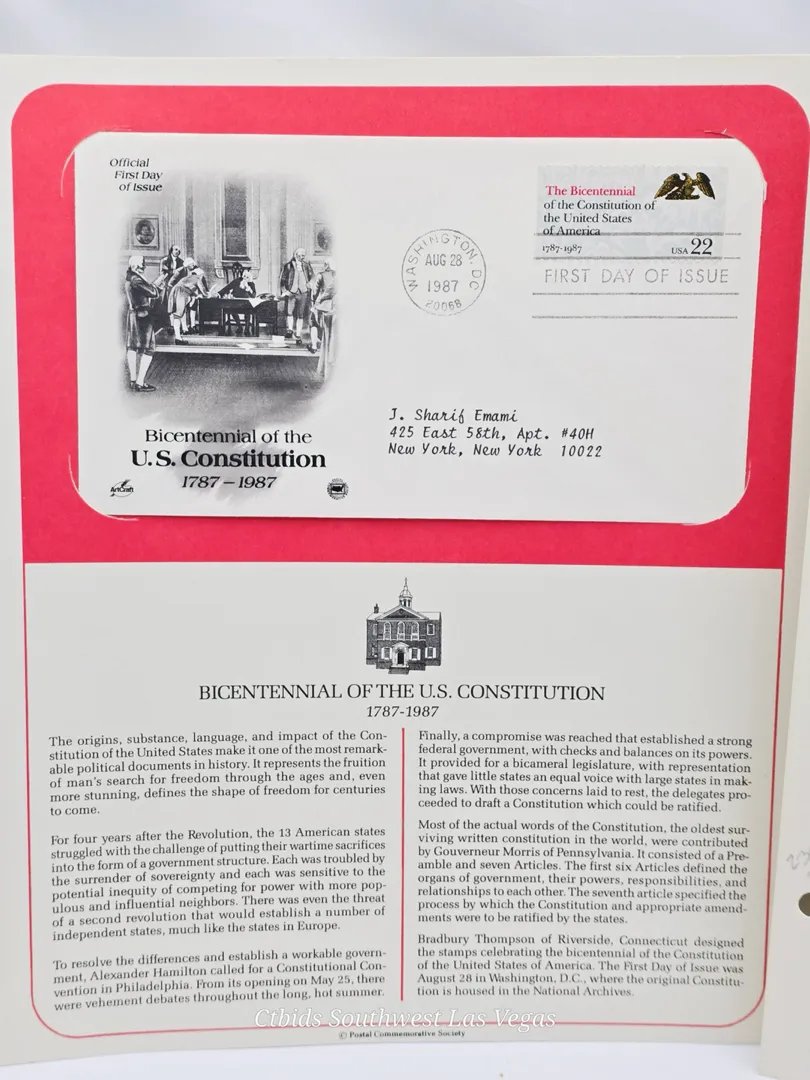 Official
First Day
of Issue
The Bicentennial
of the Constitution of
the United States
of America
1787-1987
USA 22
WASHINGTON, DC
AUG 28
1987
20066
FIRST DAY OF ISSUE
J. Sharif Emami
425 East 58th, Apt. #40H
New York, New York 10022
Bicentennial of the
U.S. Constitution
1787–1987
ArtCraft
BICENTENNIAL OF THE U.S. CONSTITUTION
1787-1987
The origins, substance, language, and impact of the Con-
stitution of the United States make it one of the most remark-
able political documents in history. It represents the fruition
of man's search for freedom through the ages and, even
more stunning, defines the shape of freedom for centuries
to come.
For four years after the Revolution, the 13 American states
struggled with the challenge of putting their wartime sacrifices
into the form of a government structure. Each was troubled by
the surrender of sovereignty and each was sensitive to the
potential inequity of competing for power with more pop-
ulous and influential neighbors. There was even the threat
of a second revolution that would establish a number of
independent states, much like the states in Europe.
To resolve the differences and establish a workable govern-
ment, Alexander Hamilton called for a Constitutional Con-
vention in Philadelphia. From its opening on May 25, there
were vehement debates throughout the long, hot summer.
Finally, a compromise was reached that established a strong
federal government, with checks and balances on its powers.
It provided for a bicameral legislature, with representation
that gave little states an equal voice with large states in mak-
ing laws. With those concerns laid to rest, the delegates pro-
ceeded to draft a Constitution which could be ratified.
Most of the actual words of the Constitution, the oldest sur-
viving written constitution in the world, were contributed
by Gouverneur Morris of Pennsylvania. It consisted of a Pre-
amble and seven Articles. The first six Articles defined the
organs of government, their powers, responsibilities, and
relationships to each other. The seventh article specified the
process by which the Constitution and appropriate amend-
ments were to be ratified by the states.
Bradbury Thompson of Riverside, Connecticut designed
the stamps celebrating the bicentennial of the Constitution
of the United States of America. The First Day of Issue was
August 28 in Washington, D.C., where the original Constitu-
tion is housed in the National Archives.
Ctbids Southwest Las Vegas
© Postal Commemorative Society